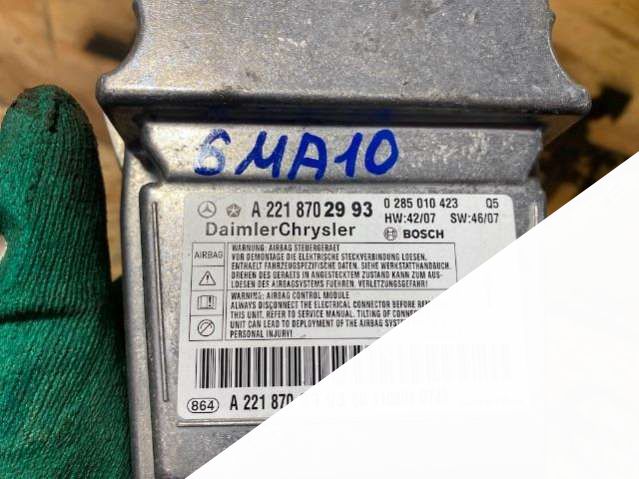 6MA10
A 221 870 29 93
0 285 010 423 Q5
HW:42/07 SW:46/07
DaimlerChrysler
BOSCH
AIRBAG
WARNUNG: AIRBAG STEUERGERAET
VOR DEMONTAGE DIE ELEKTRISCHE STECKVERBINDUNG LOESEN.
ENTHAELT FAHRZEUGSPEZIFISCHE DATEN. SIEHE WERKSTATTHANDBUCH.
DREHEN DES GERAETS IN ANGESTECKTEM ZUSTAND KANN ZUM AUS-
LOESEN DES AIRBAGSYSTEMS FUEHREN. VERLETZUNGSGEFAHR!
WARNING: AIRBAG CONTROL MODULE
ALWAYS DISCONNECT THE ELECTRICAL CONNECTOR BEFORE
REF. REFER TO SERVICE MANUAL. TILTING OF
UNIT CAN LEAD TO DEPLOYMENT OF THE AIRBAG
PERSONAL INJURY!
864
A 221 870